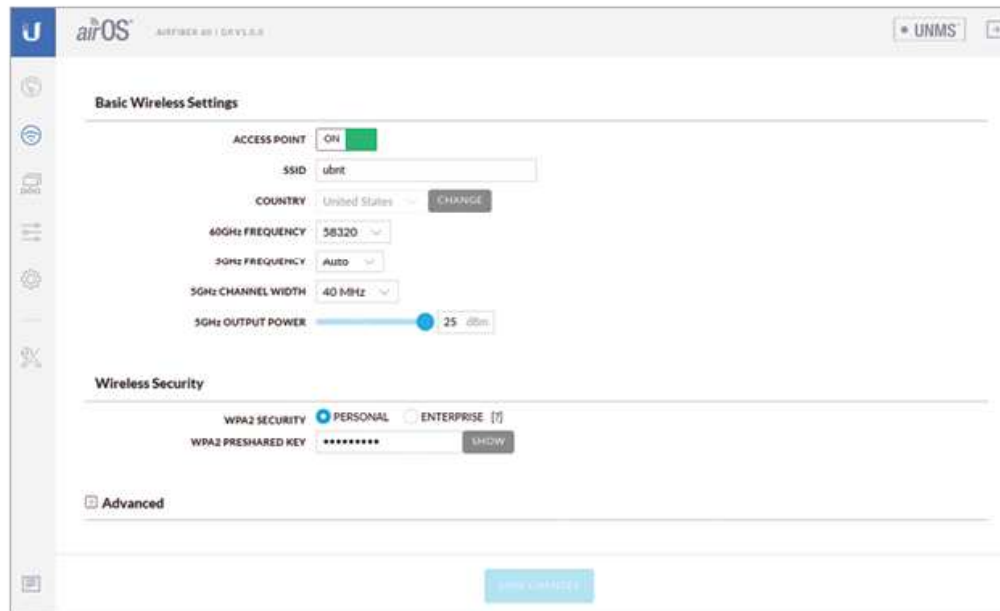 U
airOS
• UNMS
Basic Wireless Settings
ACCESS POINT ON
SSID ubnt
COUNTRY United States CHANGE
60GHz FREQUENCY 58320
5GHz FREQUENCY Auto
5GHz CHANNEL WIDTH 40 MHz
5GHz OUTPUT POWER 25 dBm
Wireless Security
WPA2 SECURITY PERSONAL ENTERPRISE [?]
WPA2 PRESHARED KEY ••••••••• SHOW
Advanced
SAVE CHANGES